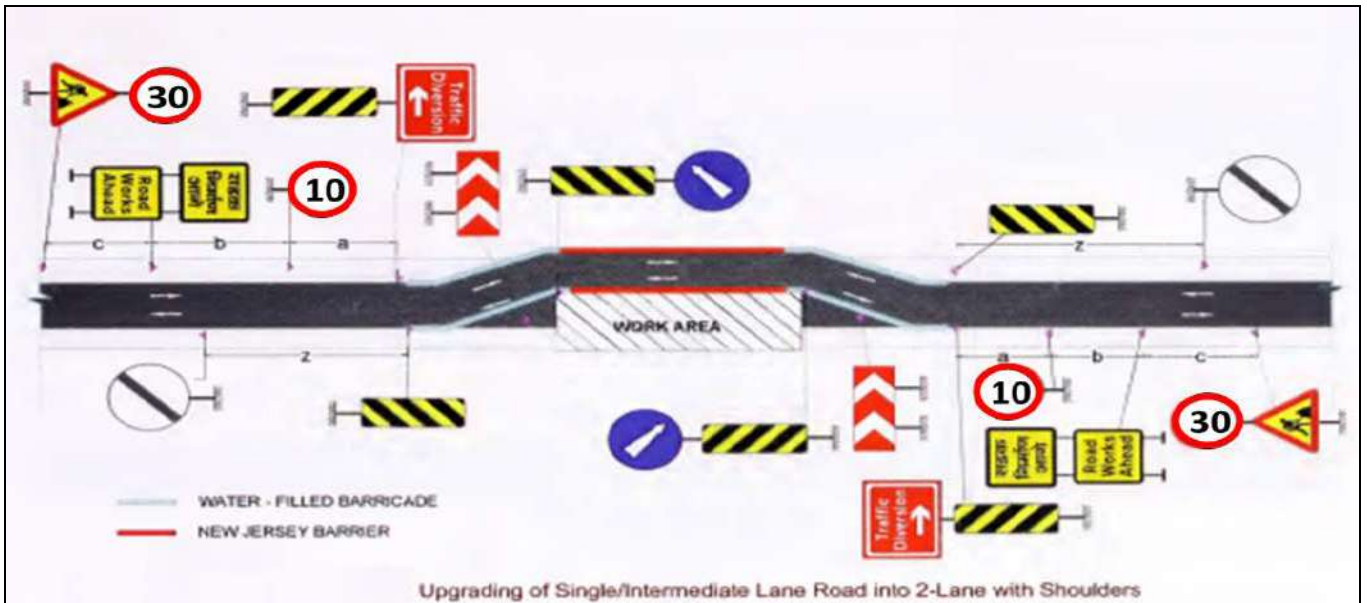 30
Traffic
Diversion
Road
Works
Ahead
10
c
b
a
z
WORK AREA
z
a
b
c
10
30
Road
Works
Ahead
Traffic
Diversion
WATER - FILLED BARRICADE
NEW JERSEY BARRIER
Upgrading of Single/Intermediate Lane Road into 2-Lane with Shoulders